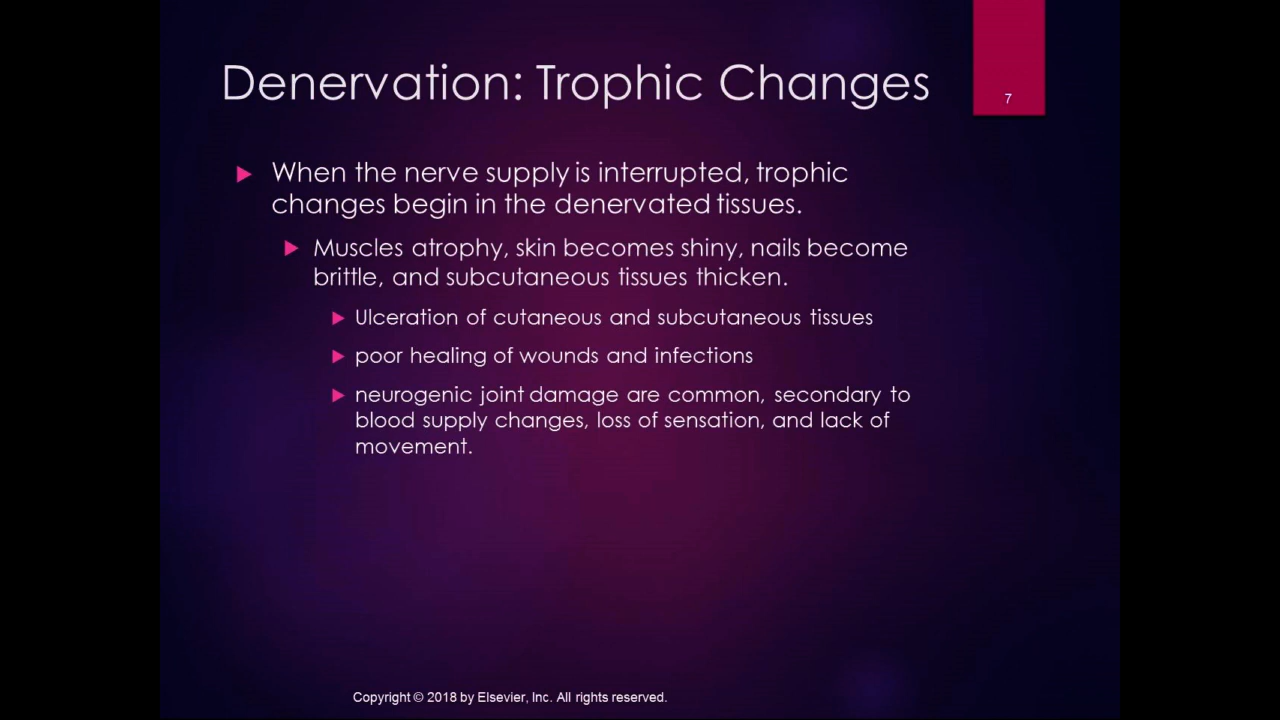 Denervation: Trophic Changes
7
When the nerve supply is interrupted, trophic
changes begin in the denervated tissues.
Muscles atrophy, skin becomes shiny, nails become
brittle, and subcutaneous tissues thicken.
Ulceration of cutaneous and subcutaneous tissues
poor healing of wounds and infections
neurogenic joint damage are common, secondary to
blood supply changes, loss of sensation, and lack of
movement.
Copyright © 2018 by Elsevier, Inc. All rights reserved.